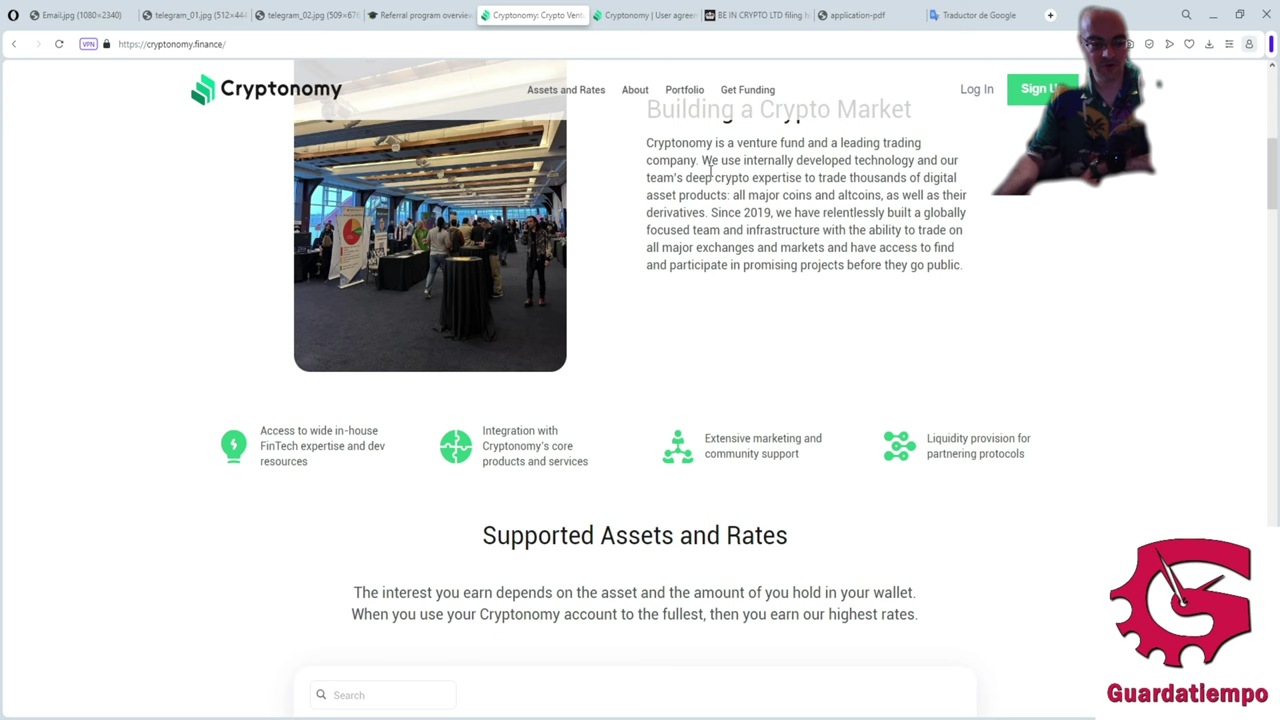 Email.jpg (1080×2340)
telegram_01.jpg (512×444
telegram_02.jpg (509×67
Referral program overview
Cryptonomy: Crypto Vent
Cryptonomy | User agree
BE IN CRYPTO LTD filing h
application-pdf
Traductor de Google
VPN
https://cryptonomy.finance/
Cryptonomy
Assets and Rates
About
Portfolio
Get Funding
Log In
Sign U
Building a Crypto Market
Cryptonomy is a venture fund and a leading trading
company. We use internally developed technology and our
team's deep crypto expertise to trade thousands of digital
asset products: all major coins and altcoins, as well as their
derivatives. Since 2019, we have relentlessly built a globally
focused team and infrastructure with the ability to trade on
all major exchanges and markets and have access to find
and participate in promising projects before they go public.
Access to wide in-house
FinTech expertise and dev
resources
Integration with
Cryptonomy's core
products and services
Extensive marketing and
community support
Liquidity provision for
partnering protocols
Supported Assets and Rates
The interest you earn depends on the asset and the amount of you hold in your wallet.
When you use your Cryptonomy account to the fullest, then you earn our highest rates.
Search
Guardatiempo